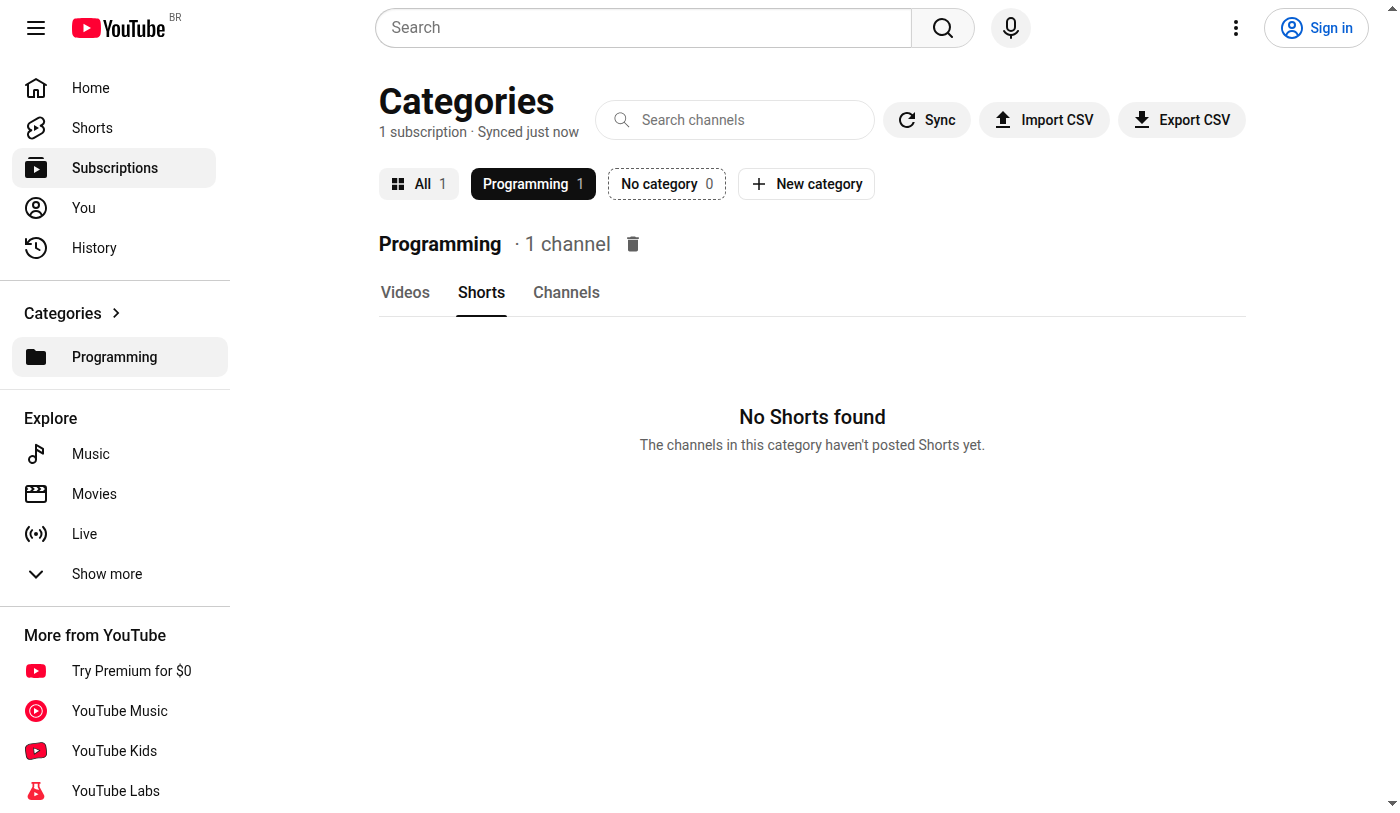 YouTube BR
Search
Sign in
Home
Shorts
Subscriptions
You
History
Categories
Programming
Explore
Music
Movies
Live
Show more
More from YouTube
Try Premium for $0
YouTube Music
YouTube Kids
YouTube Labs
Categories
1 subscription · Synced just now
Search channels
Sync
Import CSV
Export CSV
All 1
Programming 1
No category 0
New category
Programming · 1 channel
Videos
Shorts
Channels
No Shorts found
The channels in this category haven't posted Shorts yet.